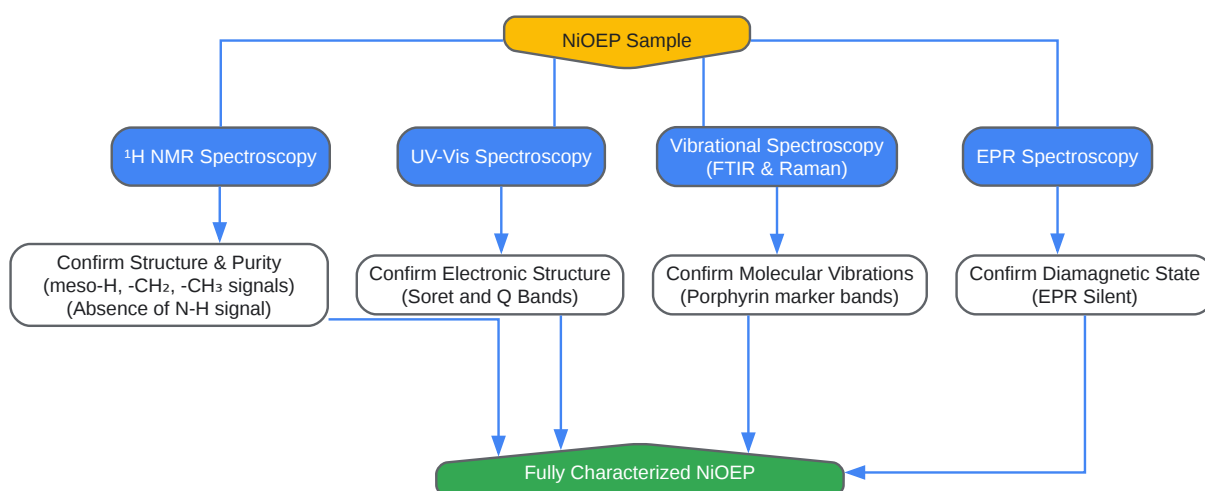 NiOEP Sample
¹H NMR Spectroscopy
UV-Vis Spectroscopy
Vibrational Spectroscopy
(FTIR & Raman)
EPR Spectroscopy
Confirm Structure & Purity
(meso-H, -CH₂, -CH₃ signals)
(Absence of N-H signal)
Confirm Electronic Structure
(Soret and Q Bands)
Confirm Molecular Vibrations
(Porphyrin marker bands)
Confirm Diamagnetic State
(EPR Silent)
Fully Characterized NiOEP